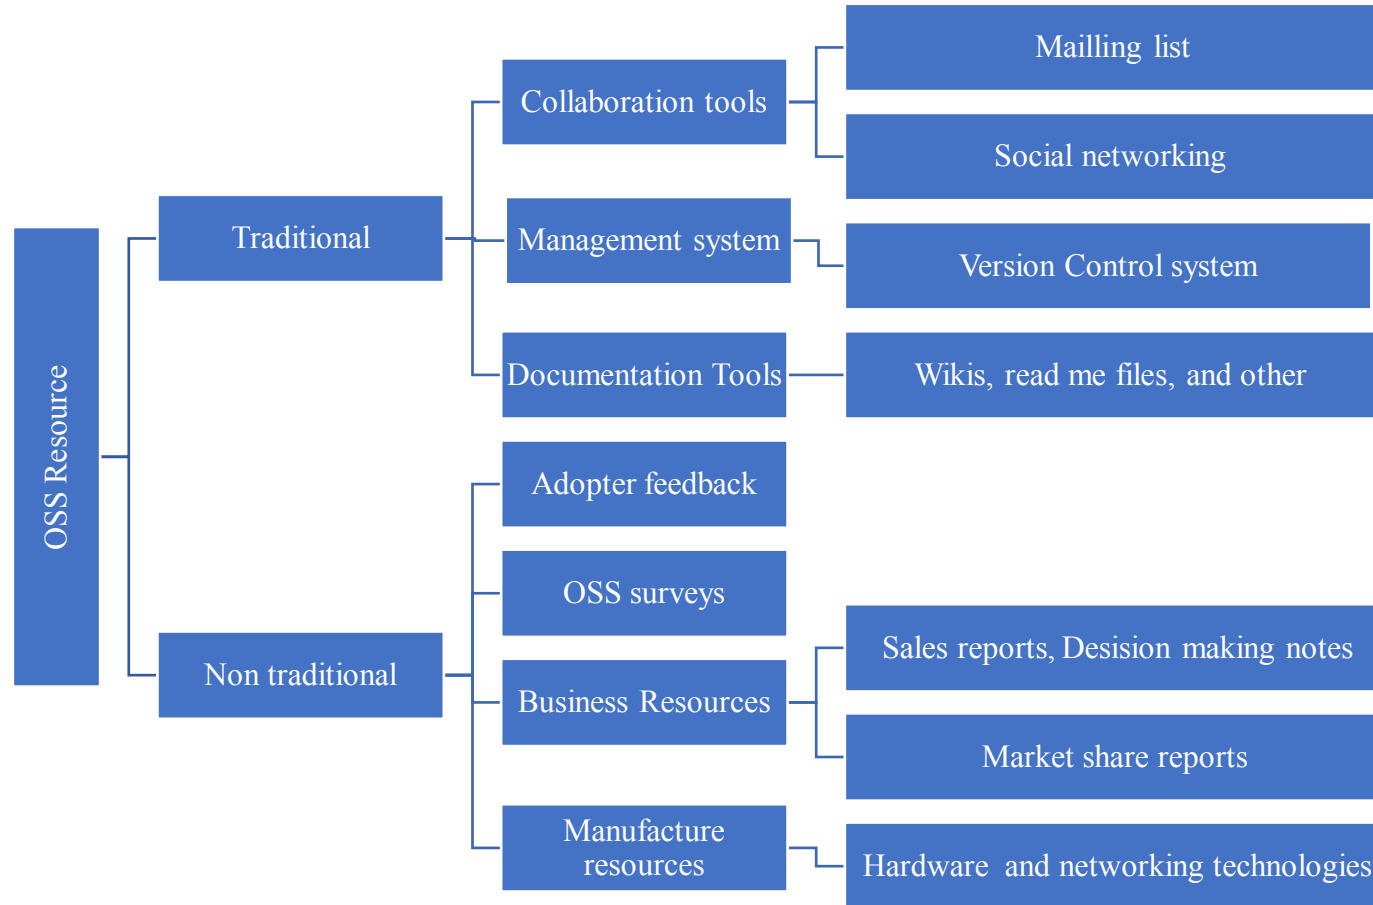 OSS Resource
Traditional
Collaboration tools
Mailling list
Social networking
Management system
Version Control system
Documentation Tools
Wikis, read me files, and other
Non traditional
Adopter feedback
OSS surveys
Business Resources
Sales reports, Desision making notes
Market share reports
Manufacture
resources
Hardware and networking technologies